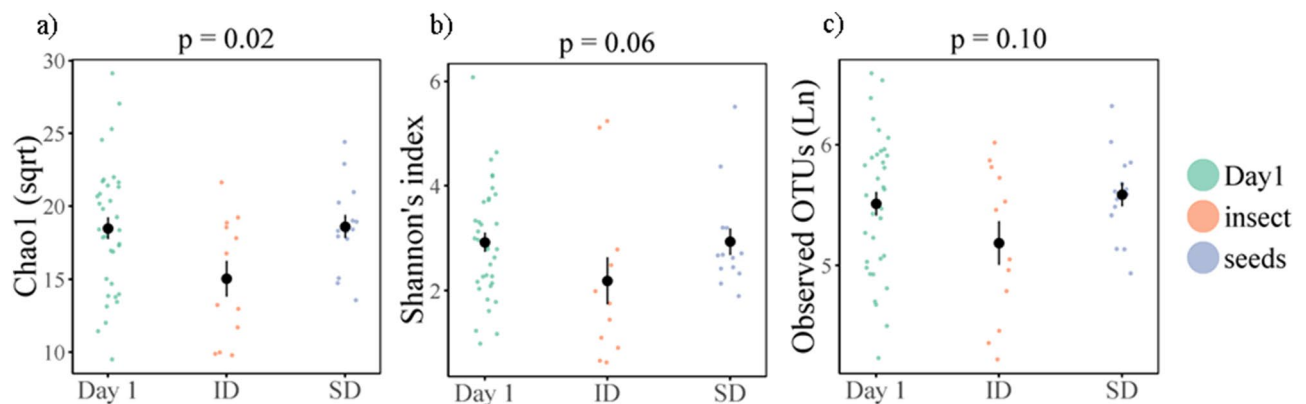 a)
p = 0.02
Chao1 (sqrt)
30
25
20
15
10
Day 1 ID SD
b)
p = 0.06
Shannon's index
6
4
2
Day 1 ID SD
c)
p = 0.10
Observed OTUs (Ln)
6
5
Day 1 ID SD
Day1
insect
seeds